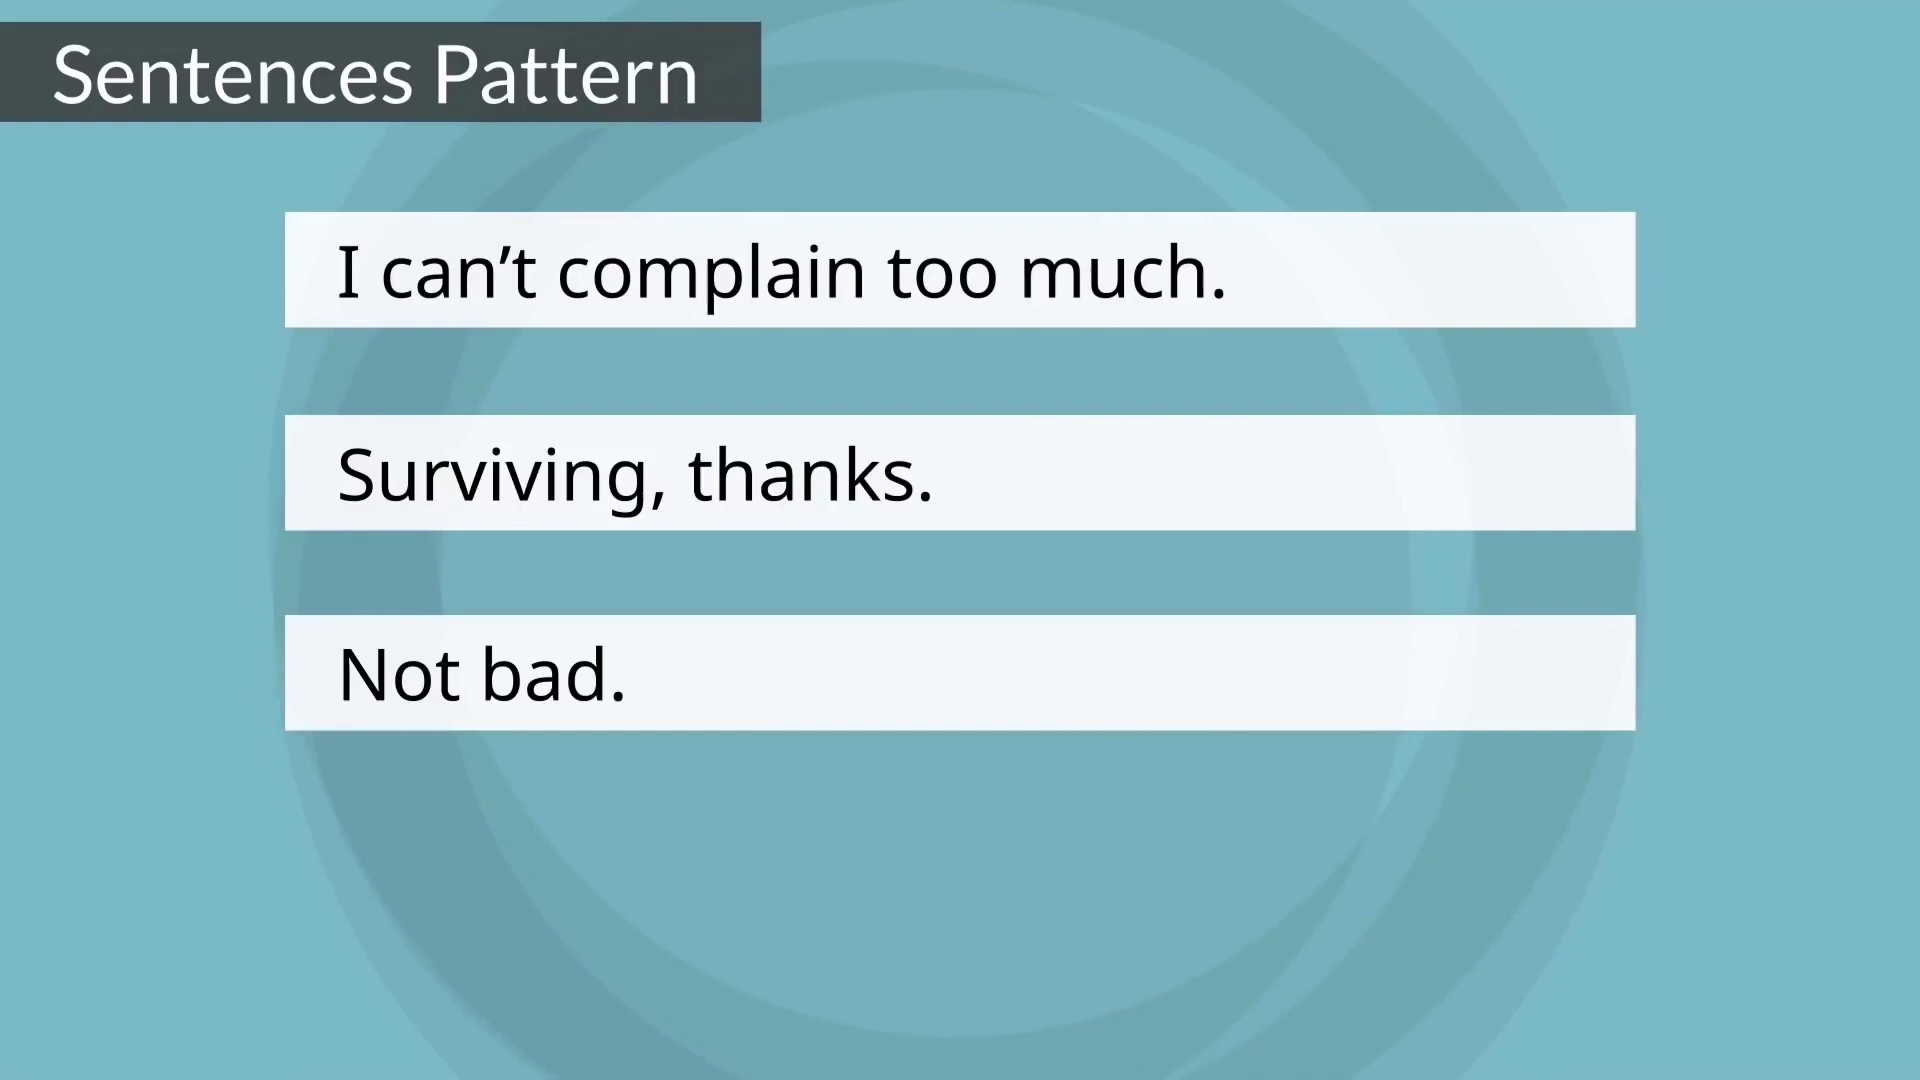 Sentences Pattern
I can’t complain too much.
Surviving, thanks.
Not bad.